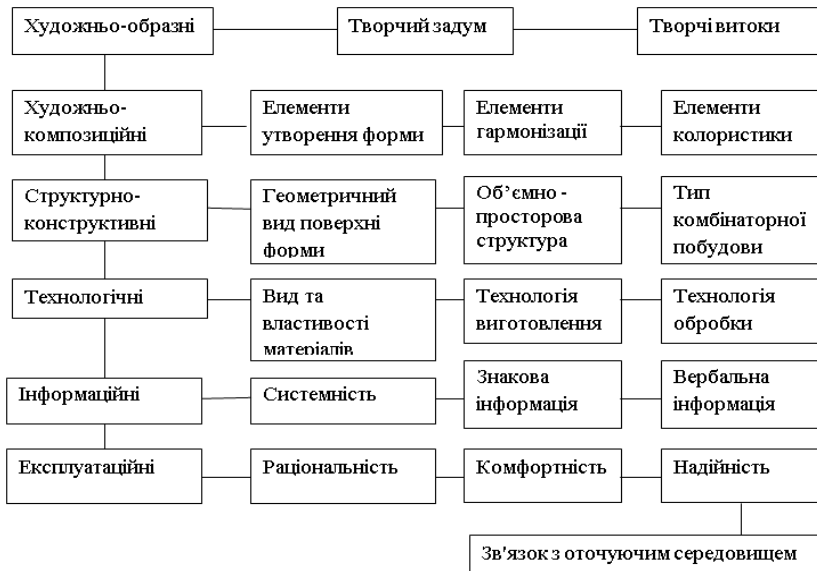 Художньо-образні
Творчий задум
Творчі витоки
Художньо-
композиційні
Елементи
утворення форми
Елементи
гармонізації
Елементи
колористики
Структурно-
конструктивні
Геометричний
вид поверхні
форми
Об’ємно -
просторова
структура
Тип
комбінаторної
побудови
Технологічні
Вид та
властивості
матеріалів
Технологія
виготовлення
Технологія
обробки
Інформаційні
Системність
Знакова
інформація
Вербальна
інформація
Експлуатаційні
Раціональність
Комфортність
Надійність
Зв'язок з оточуючим середовищем